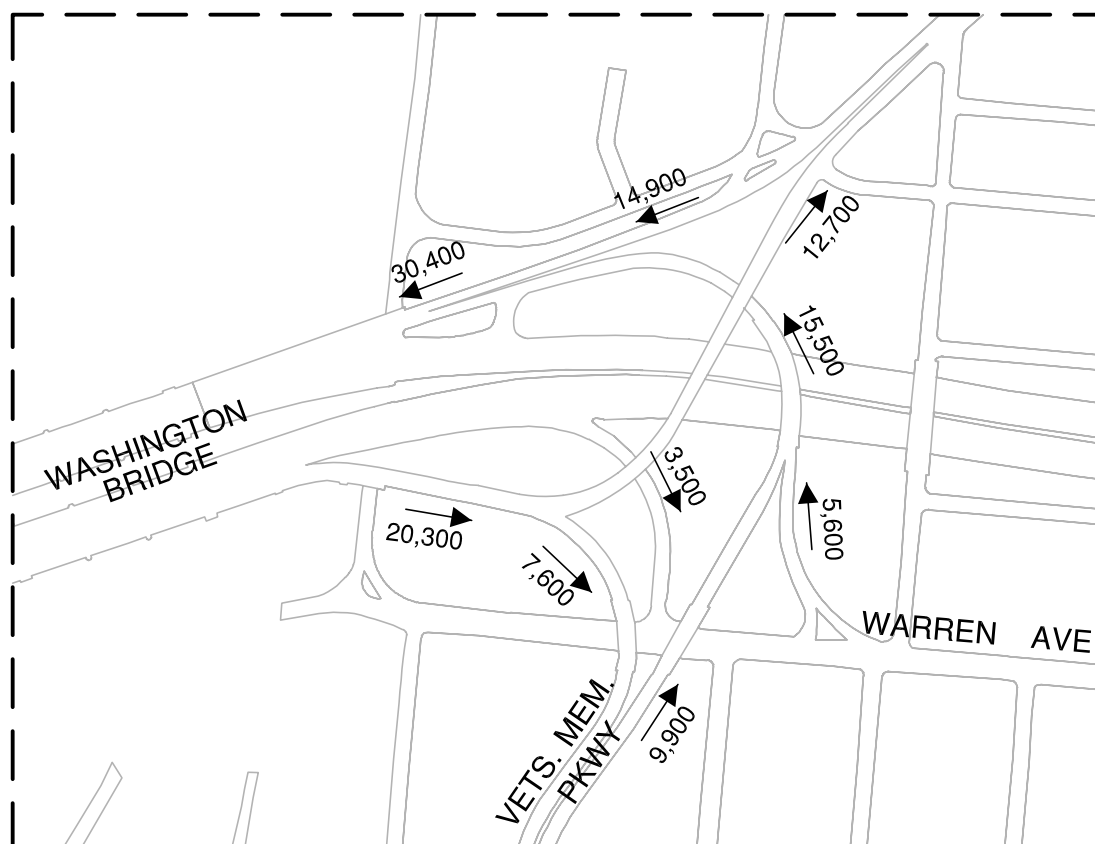 14,900
12,700
30,400
15,500
WASHINGTON
BRIDGE
3,500
20,300
5,600
7,600
WARREN AVE
VETS. MEM.
PKWY
9,900